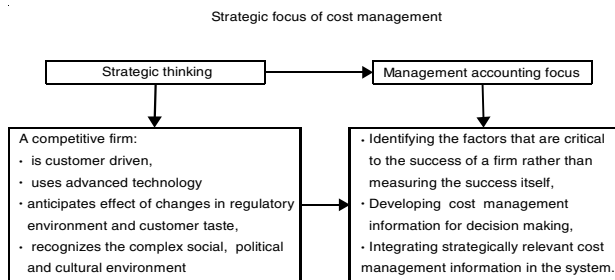 Strategic focus of cost management
Strategic thinking
Management accounting focus
A competitive firm:
· is customer driven,
· uses advanced technology
· anticipates effect of changes in regulatory
environment and customer taste,
· recognizes the complex social, political
and cultural environment
· Identifying the factors that are critical
to the success of a firm rather than
measuring the success itself,
· Developing cost management
information for decision making,
· Integrating strategically relevant cost
management information in the system.